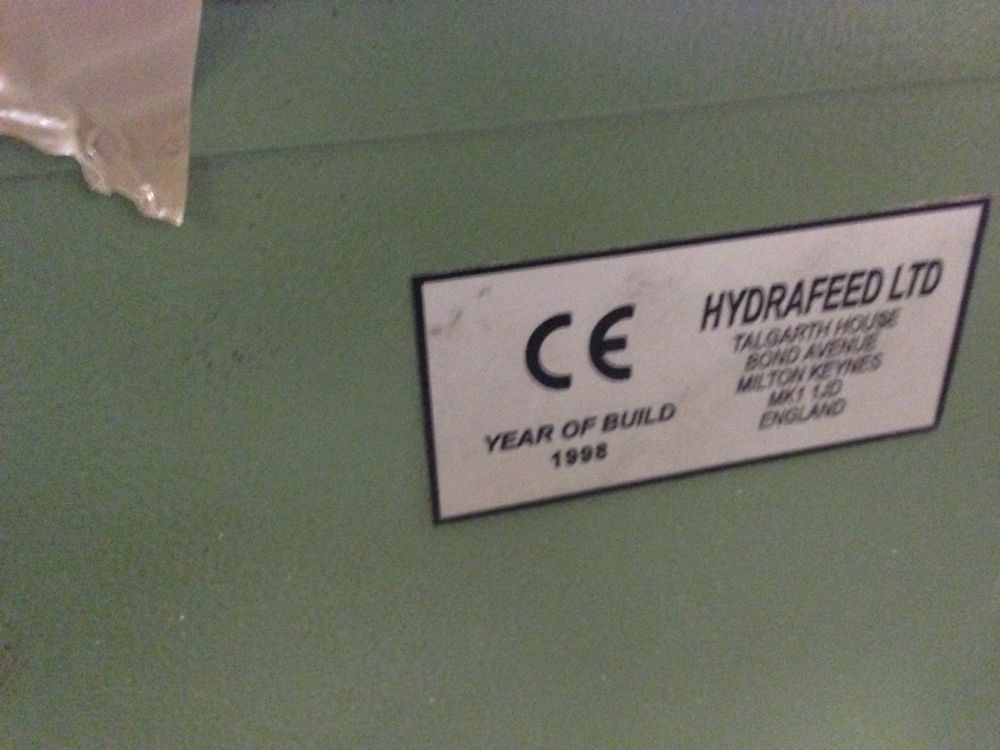 CE
YEAR OF BUILD
1998
HYDRAFEED LTD
TALGARTH HOUSE
BOND AVENUE
MILTON KEYNES
MK1 1JD
ENGLAND